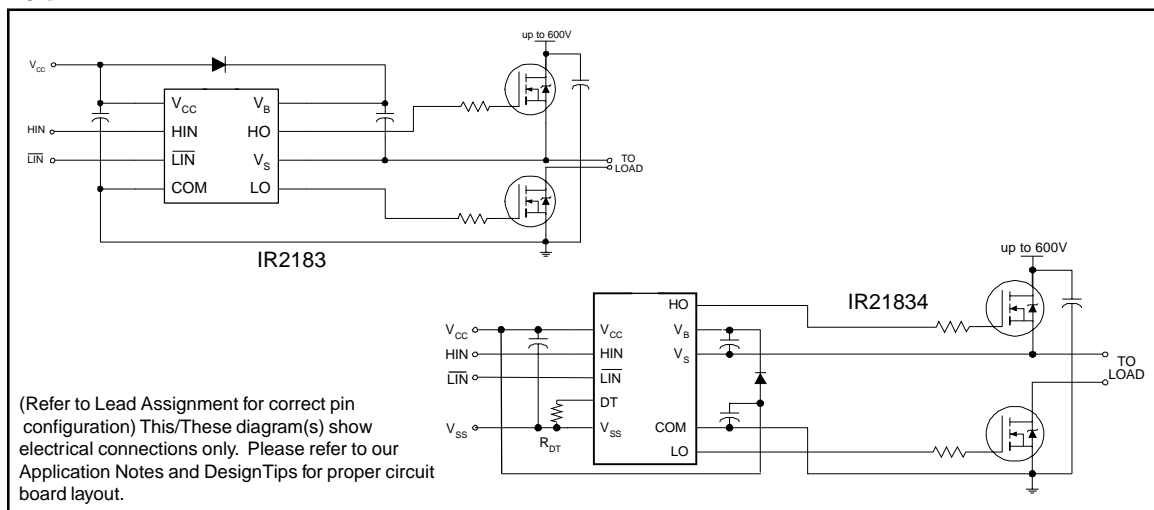 up to 600V
VCC
VCC
VB
HIN
HIN
HO
LIN
LIN
VS
TO
LOAD
COM
LO
IR2183
up to 600V
IR21834
HO
VCC
VCC
VB
HIN
HIN
VS
LIN
LIN
TO
LOAD
DT
VSS
VSS
COM
RDT
LO
(Refer to Lead Assignment for correct pin
configuration) This/These diagram(s) show
electrical connections only. Please refer to our
Application Notes and DesignTips for proper circuit
board layout.